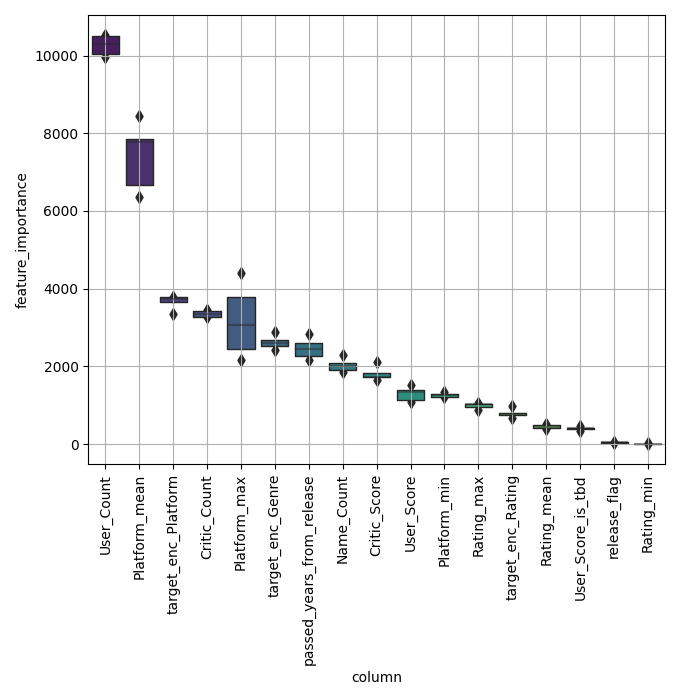 10000
8000
6000
4000
2000
0
feature_importance
User_Count
Platform_mean
target_enc_Platform
Critic_Count
Platform_max
target_enc_Genre
passed_years_from_release
Name_Count
Critic_Score
User_Score
Platform_min
Rating_max
target_enc_Rating
Rating_mean
User_Score_is_tbd
release_flag
Rating_min
column